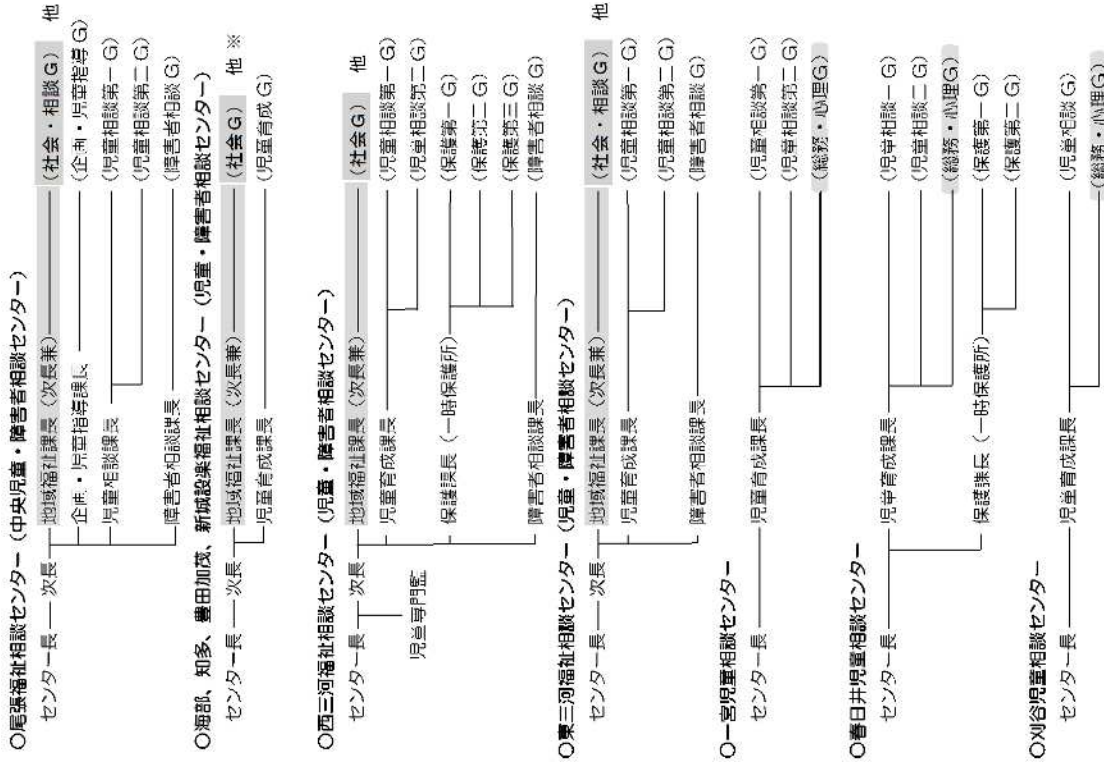 ○尾張福祉相談センター（中央児童・障害者相談センター）
センター長 次長 地域福祉課長（次長兼） （社会・相談G） 他
企画・児童指導課長 （企画・児童指導G）
児童相談課長 （児童相談第一G）
（児童相談第二G）
障害者相談課長 （障害者相談G）
○海部、知多、豊田加茂、新城設楽福祉相談センター（児童・障害者相談センター）
センター長 次長 地域福祉課長（次長兼） （社会G） 他 ※
児童育成課長 （児童育成G）
○西三河福祉相談センター（児童・障害者相談センター）
センター長 次長 地域福祉課長（次長兼） （社会G） 他
児童専門監 児童育成課長 （児童相談第一G）
（児童相談第二G）
保護課長（一時保護所） （保護第一G）
（保護第二G）
（保護第三G）
障害者相談課長 （障害者相談G）
○東三河福祉相談センター（児童・障害者相談センター）
センター長 次長 地域福祉課長（次長兼） （社会・相談G） 他
児童育成課長 （児童相談第一G）
（児童相談第二G）
障害者相談課長 （障害者相談G）
○一宮児童相談センター
センター長 児童育成課長 （児童相談第一G）
（児童相談第二G）
（総務・心理G）
○春日井児童相談センター
センター長 児童育成課長 （児童相談一G）
（児童相談二G）
（総務・心理G）
保護課長（一時保護所） （保護第一G）
（保護第二G）
○刈谷児童相談センター
センター長 児童育成課長 （児童相談G）
（総務・心理G）